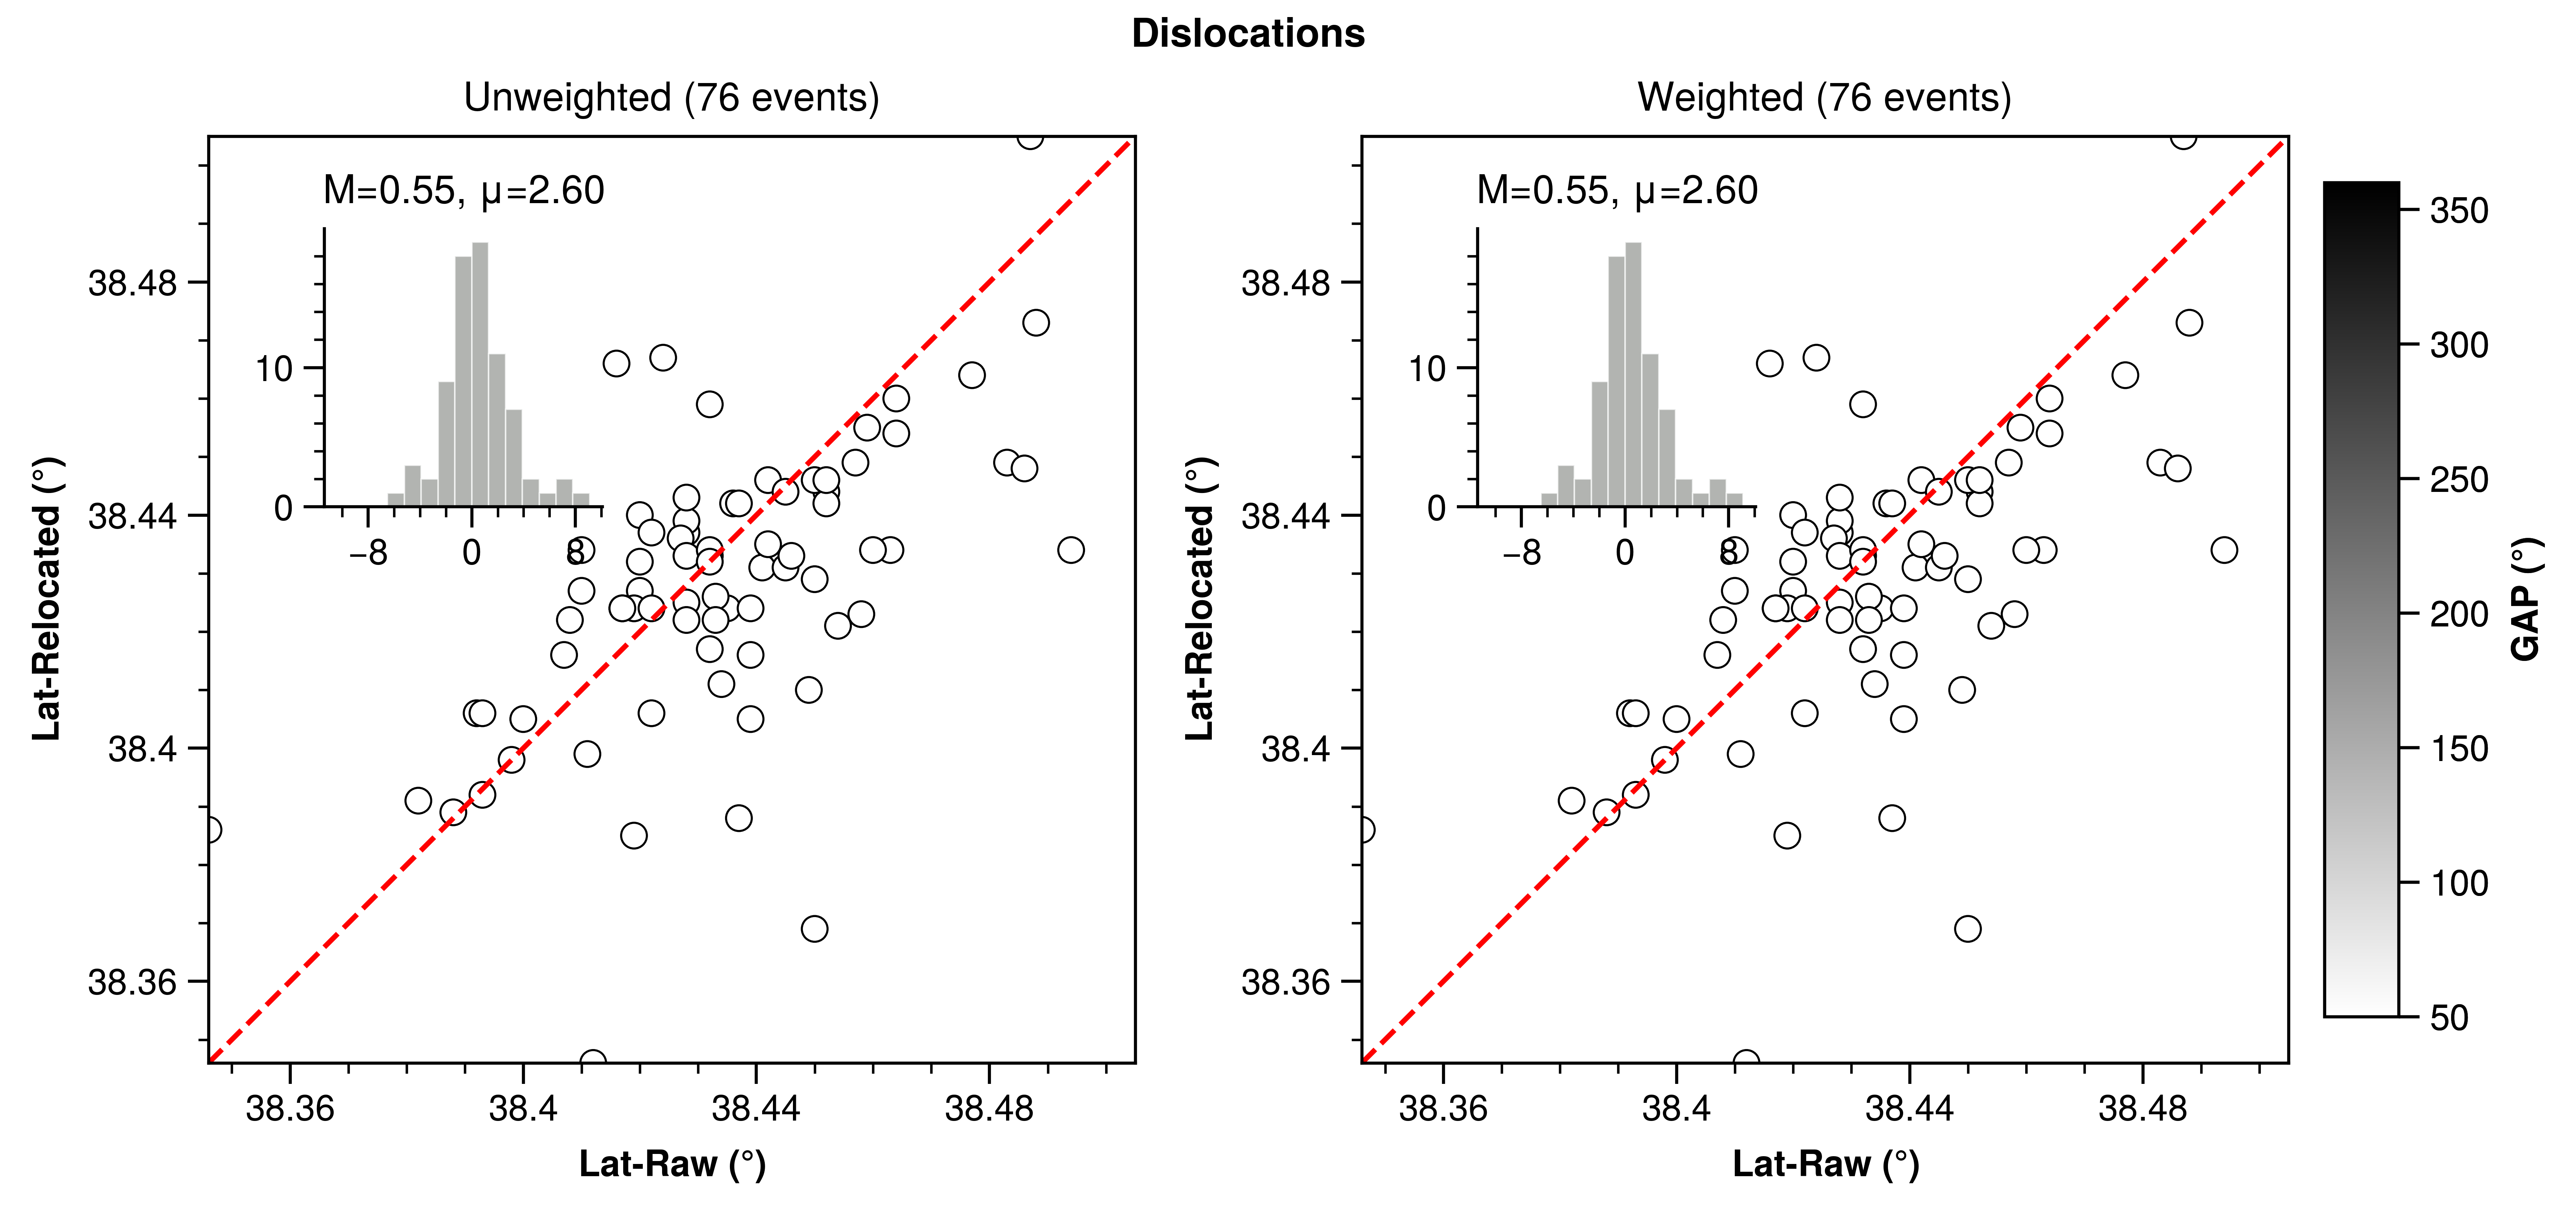 Dislocations
Unweighted (76 events)
M=0.55, μ=2.60
10
0
−8 0 8
38.48
38.44
38.4
38.36
Lat-Relocated (°)
38.36 38.4 38.44 38.48
Lat-Raw (°)
Weighted (76 events)
M=0.55, μ=2.60
10
0
−8 0 8
38.48
38.44
38.4
38.36
Lat-Relocated (°)
38.36 38.4 38.44 38.48
Lat-Raw (°)
350
300
250
200
150
100
50
GAP (°)